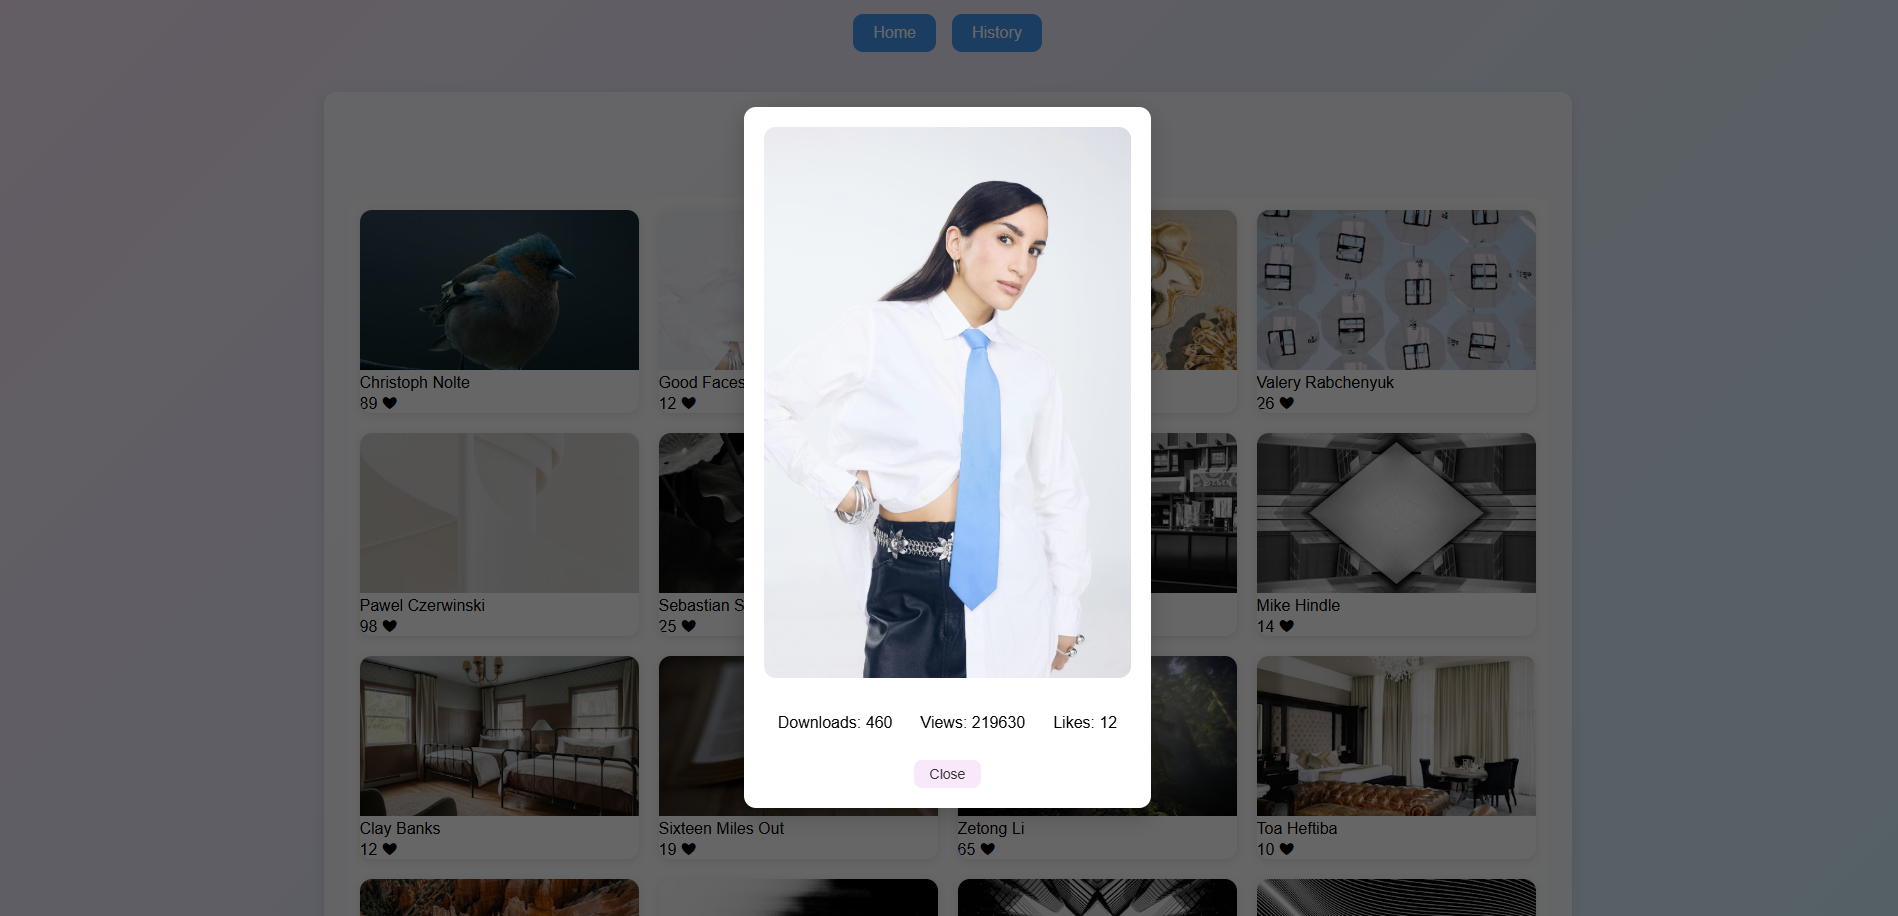 Home
History
Downloads: 460
Views: 219630
Likes: 12
Close
Christoph Nolte
89
Good Faces
12
Valery Rabchenyuk
26
Pawel Czerwinski
98
Sebastian S
25
Mike Hindle
14
Clay Banks
12
Sixteen Miles Out
19
Zetong Li
65
Toa Heftiba
10